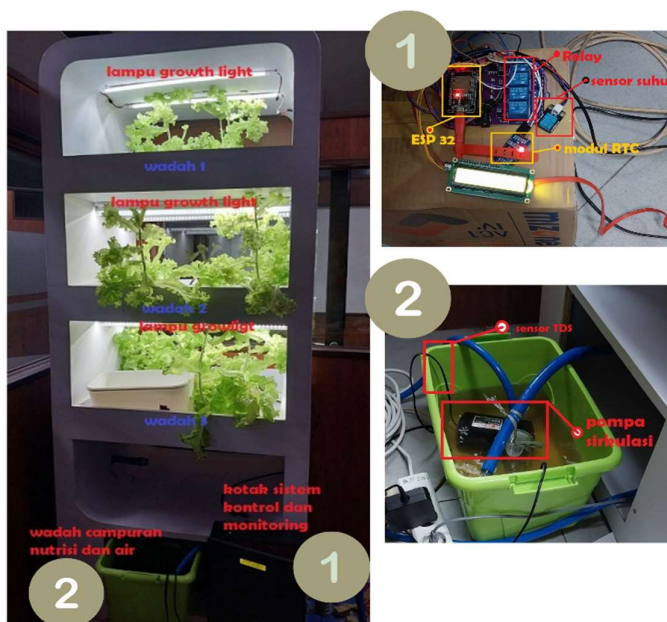 lampu growth light
wadah 1
lampu growth light
wadah 2
lampu growligt
wadah 3
kotak sistem
kontrol dan
monitoring
wadah campuran
nutrisi dan air
2
1
1
Relay
sensor suhu
ESP 32
modul RTC
2
sensor TDS
pompa
sirkulasi